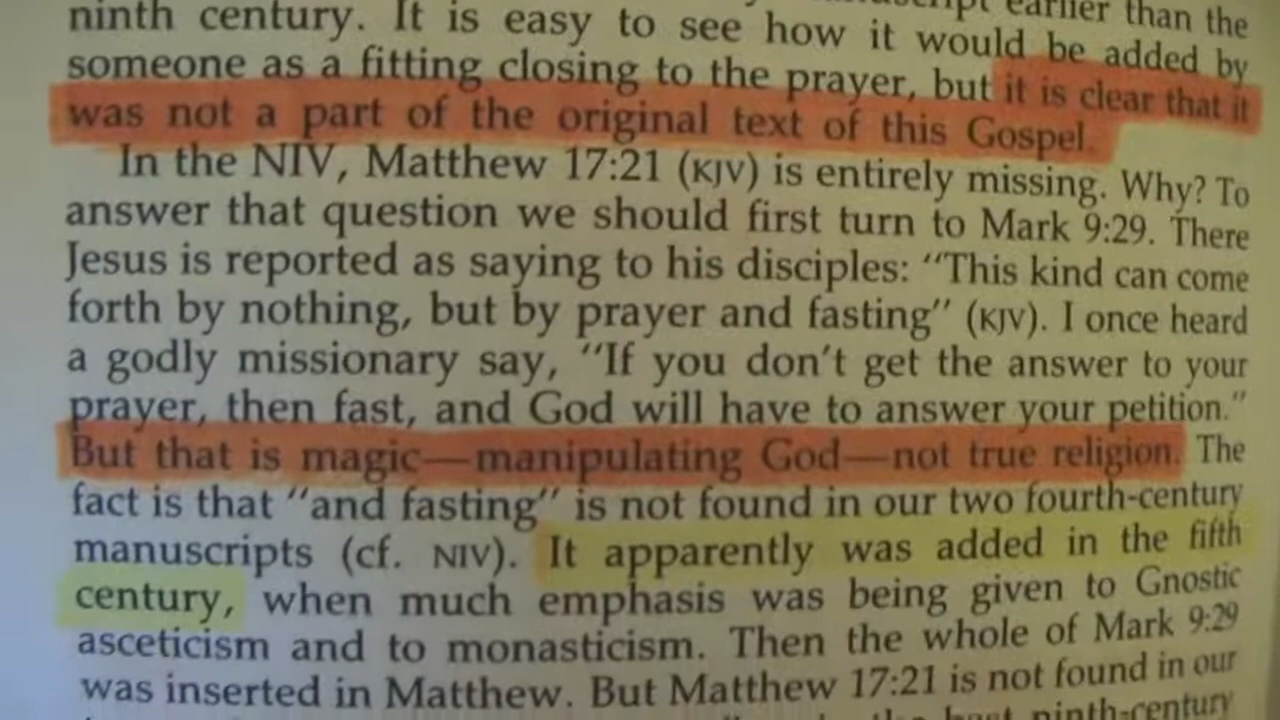 earlier than the
ninth century. It is easy to see how it would be added by
someone as a fitting closing to the prayer, but it is clear that it
was not a part of the original text of this Gospel.
In the NIV, Matthew 17:21 (KJV) is entirely missing. Why? To
answer that question we should first turn to Mark 9:29. There
Jesus is reported as saying to his disciples: “This kind can come
forth by nothing, but by prayer and fasting” (KJV). I once heard
a godly missionary say, “If you don’t get the answer to your
prayer, then fast, and God will have to answer your petition.”
But that is magic—manipulating God—not true religion. The
fact is that “and fasting” is not found in our two fourth-century
manuscripts (cf. NIV). It apparently was added in the fifth
century, when much emphasis was being given to Gnostic
asceticism and to monasticism. Then the whole of Mark 9:29
was inserted in Matthew. But Matthew 17:21 is not found in our
ninth-century